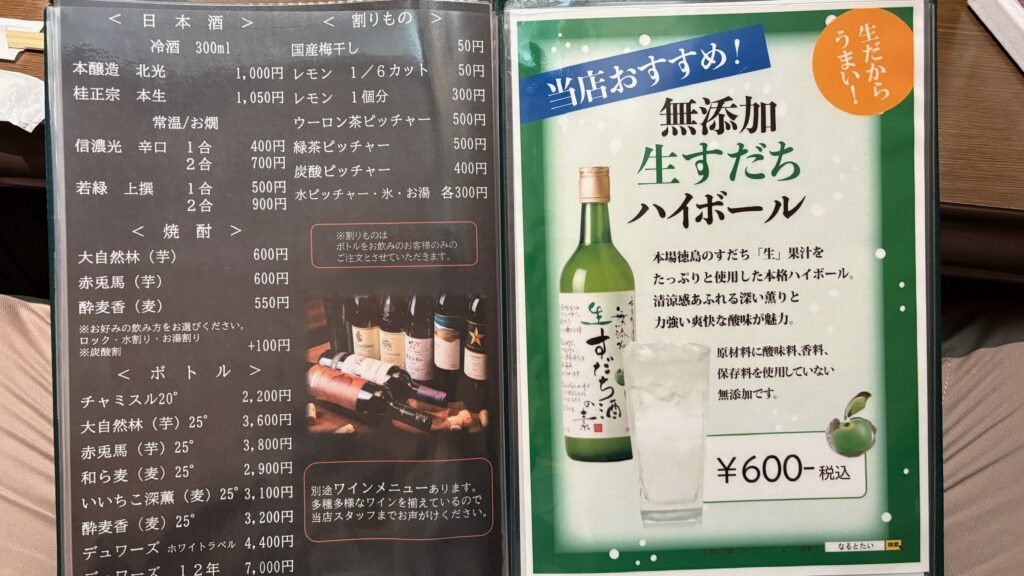 ＜ 日 本 酒 ＞
冷酒 300ml
本醸造 北光 1,000円
桂正宗 本生 1,050円
常温/お燗
信濃光 辛口 1合 400円
2合 700円
若緑 上撰 1合 500円
2合 900円
＜ 焼 酎 ＞
大自然林（芋） 600円
赤兎馬（芋） 600円
酔麦香（麦） 550円
※お好みの飲み方をお選びください。
ロック・水割り・お湯割り
※炭酸割 +100円
＜ ボ ト ル ＞
チャミスル20° 2,200円
大自然林（芋）25° 3,600円
赤兎馬（芋）25° 3,800円
和ら麦（麦）25° 2,900円
いいちこ深薫（麦）25° 3,100円
酔麦香（麦）25° 3,200円
デュワーズ ホワイトラベル 4,400円
デュワーズ 12年 7,000円
＜ 割りもの ＞
国産梅干し 50円
レモン 1／6カット 50円
レモン 1個分 300円
ウーロン茶ピッチャー 500円
緑茶ピッチャー 500円
炭酸ピッチャー 400円
水ピッチャー・氷・お湯 各300円
※割りものは
ボトルをお飲みのお客様のみの
ご注文とさせていただきます。
別途ワインメニューあります。
多種多様なワインを揃えているので
当店スタッフまでお声がけください。
当店おすすめ！
生だから
うまい！
無添加
生すだち
ハイボール
本場徳島のすだち「生」果汁を
たっぷりと使用した本格ハイボール。
清涼感あふれる深い薫りと
力強い爽快な酸味が魅力。
原材料に酸味料、香料、
保存料を使用していない
無添加です。
生すだち酒
の素
￥600-税込
なるとたい 検索